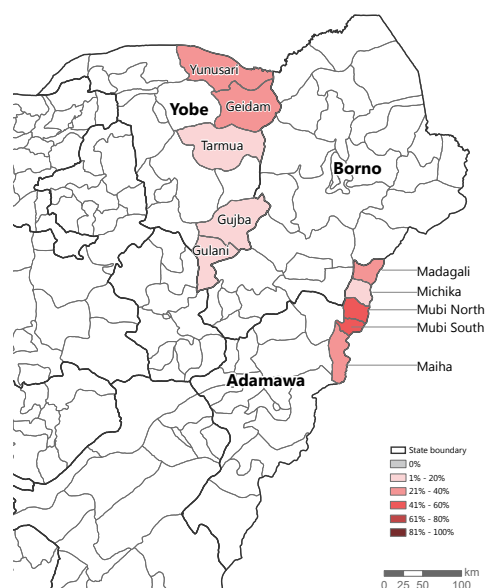 Yunusari
Yobe
Geidam
Tarmua
Borno
Gujba
Gulani
Madagali
Michika
Mubi North
Mubi South
Maiha
Adamawa
State boundary
0%
1% - 20%
21% - 40%
41% - 60%
61% - 80%
81% - 100%
km
0 25 50 100